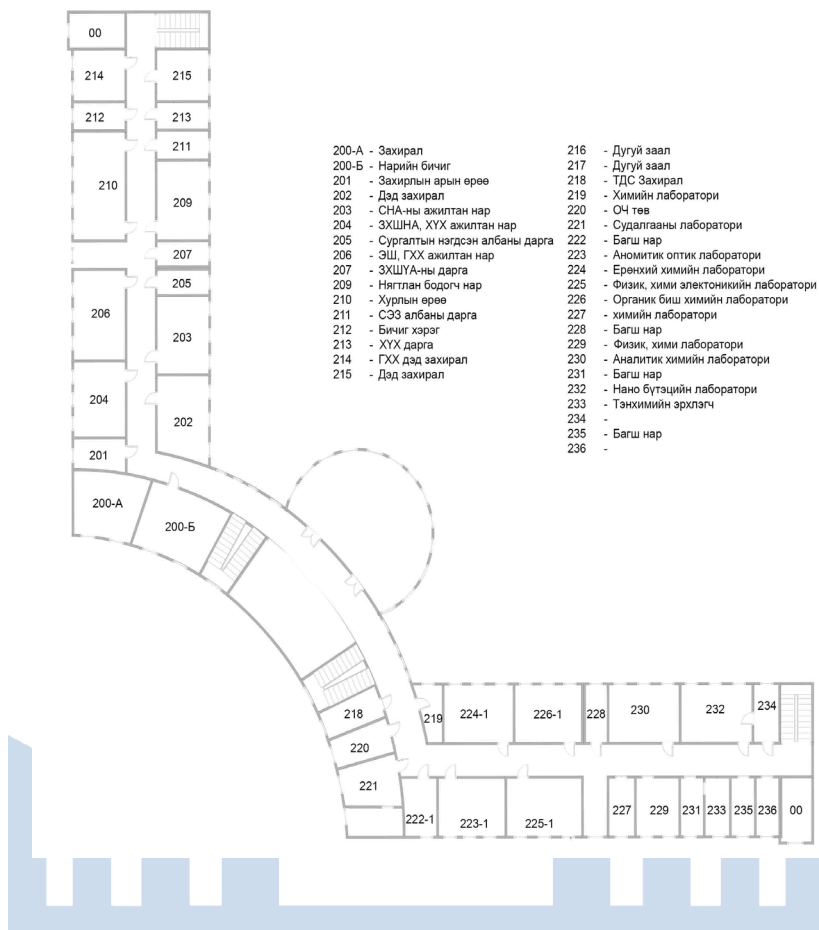 00
214
215
212
213
211
210
209
207
205
206
203
204
202
201
200-А
200-Б
200-А - Захирал
200-Б - Нарийн бичиг
201 - Захирлын арын өрөө
202 - Дэд захирал
203 - СНА-ны ажилтан нар
204 - ЗХШНА, ХҮХ ажилтан нар
205 - Сургалтын нэгдсэн албаны дарга
206 - ЭШ, ГХХ ажилтан нар
207 - ЗХШҮА-ны дарга
209 - Нягтлан бодогч нар
210 - Хурлын өрөө
211 - СЭЗ албаны дарга
212 - Бичиг хэрэг
213 - ХҮХ дарга
214 - ГХХ дэд захирал
215 - Дэд захирал
216 - Дугуй заал
217 - Дугуй заал
218 - ТДС Захирал
219 - Химийн лаборатори
220 - ОЧ төв
221 - Судалгааны лаборатори
222 - Багш нар
223 - Аномитик оптик лаборатори
224 - Ерөнхий химийн лаборатори
225 - Физик, хими электоникийн лаборатори
226 - Органик биш химийн лаборатори
227 - химийн лаборатори
228 - Багш нар
229 - Физик, хими лаборатори
230 - Аналитик химийн лаборатори
231 - Багш нар
232 - Нано бүтэцийн лаборатори
233 - Тэнхимийн эрхлэгч
234 -
235 - Багш нар
236 -
218
220
221
219
224-1
226-1
228
230
232
234
222-1
223-1
225-1
227
229
231
233
235
236
00